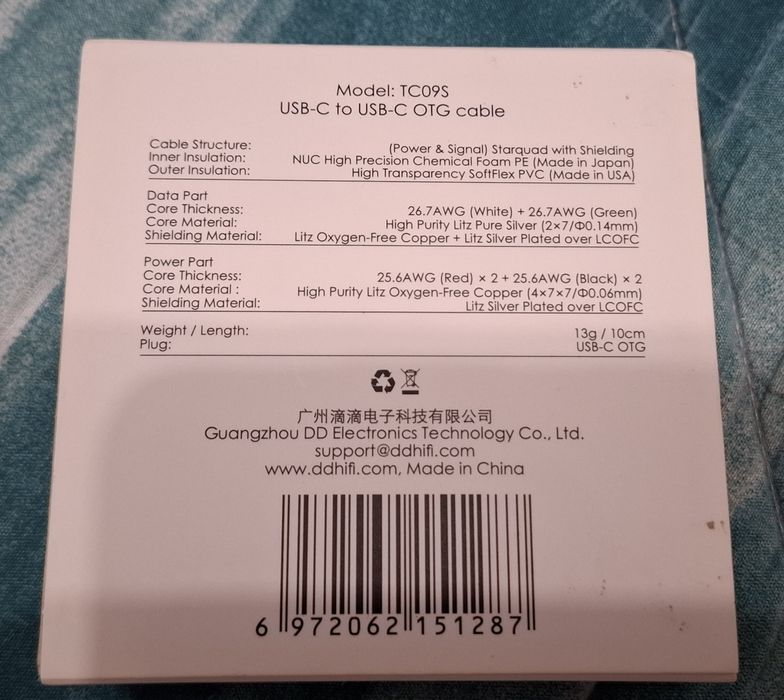 Model: TC09S
USB-C to USB-C OTG cable
Cable Structure: (Power & Signal) Starquad with Shielding
Inner Insulation: NUC High Precision Chemical Foam PE (Made in Japan)
Outer Insulation: High Transparency SoftFlex PVC (Made in USA)
Data Part
Core Thickness: 26.7AWG (White) + 26.7AWG (Green)
Core Material: High Purity Litz Pure Silver (2×7/Φ0.14mm)
Shielding Material: Litz Oxygen-Free Copper + Litz Silver Plated over LCOFC
Power Part
Core Thickness: 25.6AWG (Red) × 2 + 25.6AWG (Black) × 2
Core Material : High Purity Litz Oxygen-Free Copper (4×7×7/Φ0.06mm)
Shielding Material: Litz Silver Plated over LCOFC
Weight / Length: 13g / 10cm
Plug: USB-C OTG
广州滴滴电子科技有限公司
Guangzhou DD Electronics Technology Co., Ltd.
support@ddhifi.com
www.ddhifi.com, Made in China
6 972062 151287